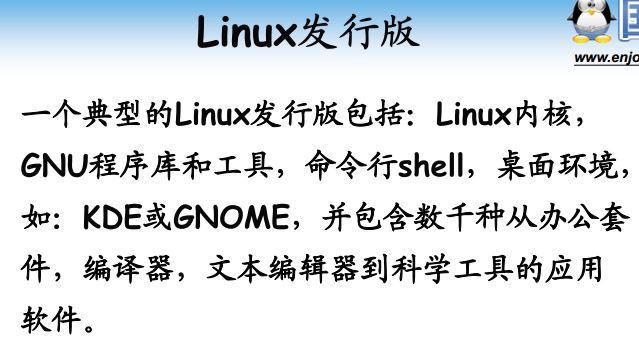 Linux发行版
www.enjo
一个典型的Linux发行版包括：Linux内核，
GNU程序库和工具，命令行shell，桌面环境，
如：KDE或GNOME，并包含数千种从办公套
件，编译器，文本编辑器到科学工具的应用
软件。